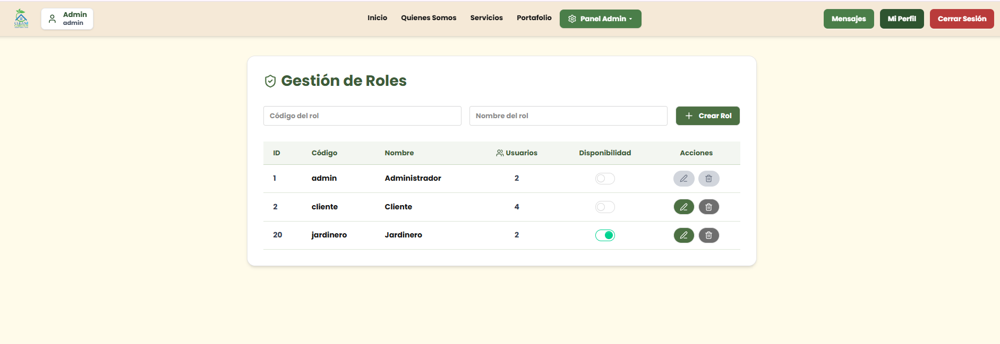 CLEAN&
GARDEN
Admin
admin
Inicio
Quienes Somos
Servicios
Portafolio
Panel Admin
Mensajes
Mi Perfil
Cerrar Sesión
Gestión de Roles
Código del rol
Nombre del rol
Crear Rol
ID Código Nombre Usuarios Disponibilidad Acciones
1 admin Administrador 2
2 cliente Cliente 4
20 jardinero Jardinero 2